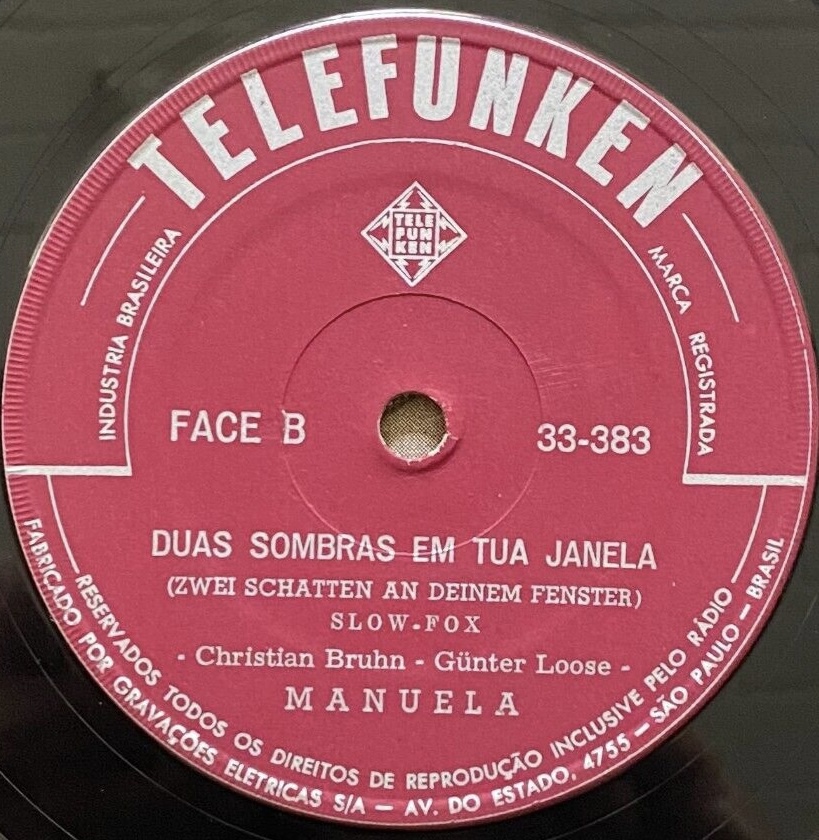 TELEFUNKEN
TELE
FUN
KEN
INDUSTRIA BRASILEIRA
MARCA REGISTRADA
FACE B
33-383
DUAS SOMBRAS EM TUA JANELA
(ZWEI SCHATTEN AN DEINEM FENSTER)
SLOW-FOX
- Christian Bruhn - Günter Loose -
MANUELA
RESERVADOS TODOS OS DIREITOS DE REPRODUÇÃO INCLUSIVE PELO RÁDIO
FABRICADO POR GRAVAÇÕES ELETRICAS S/A — AV. DO ESTADO, 4755 — SÃO PAULO — BRASIL